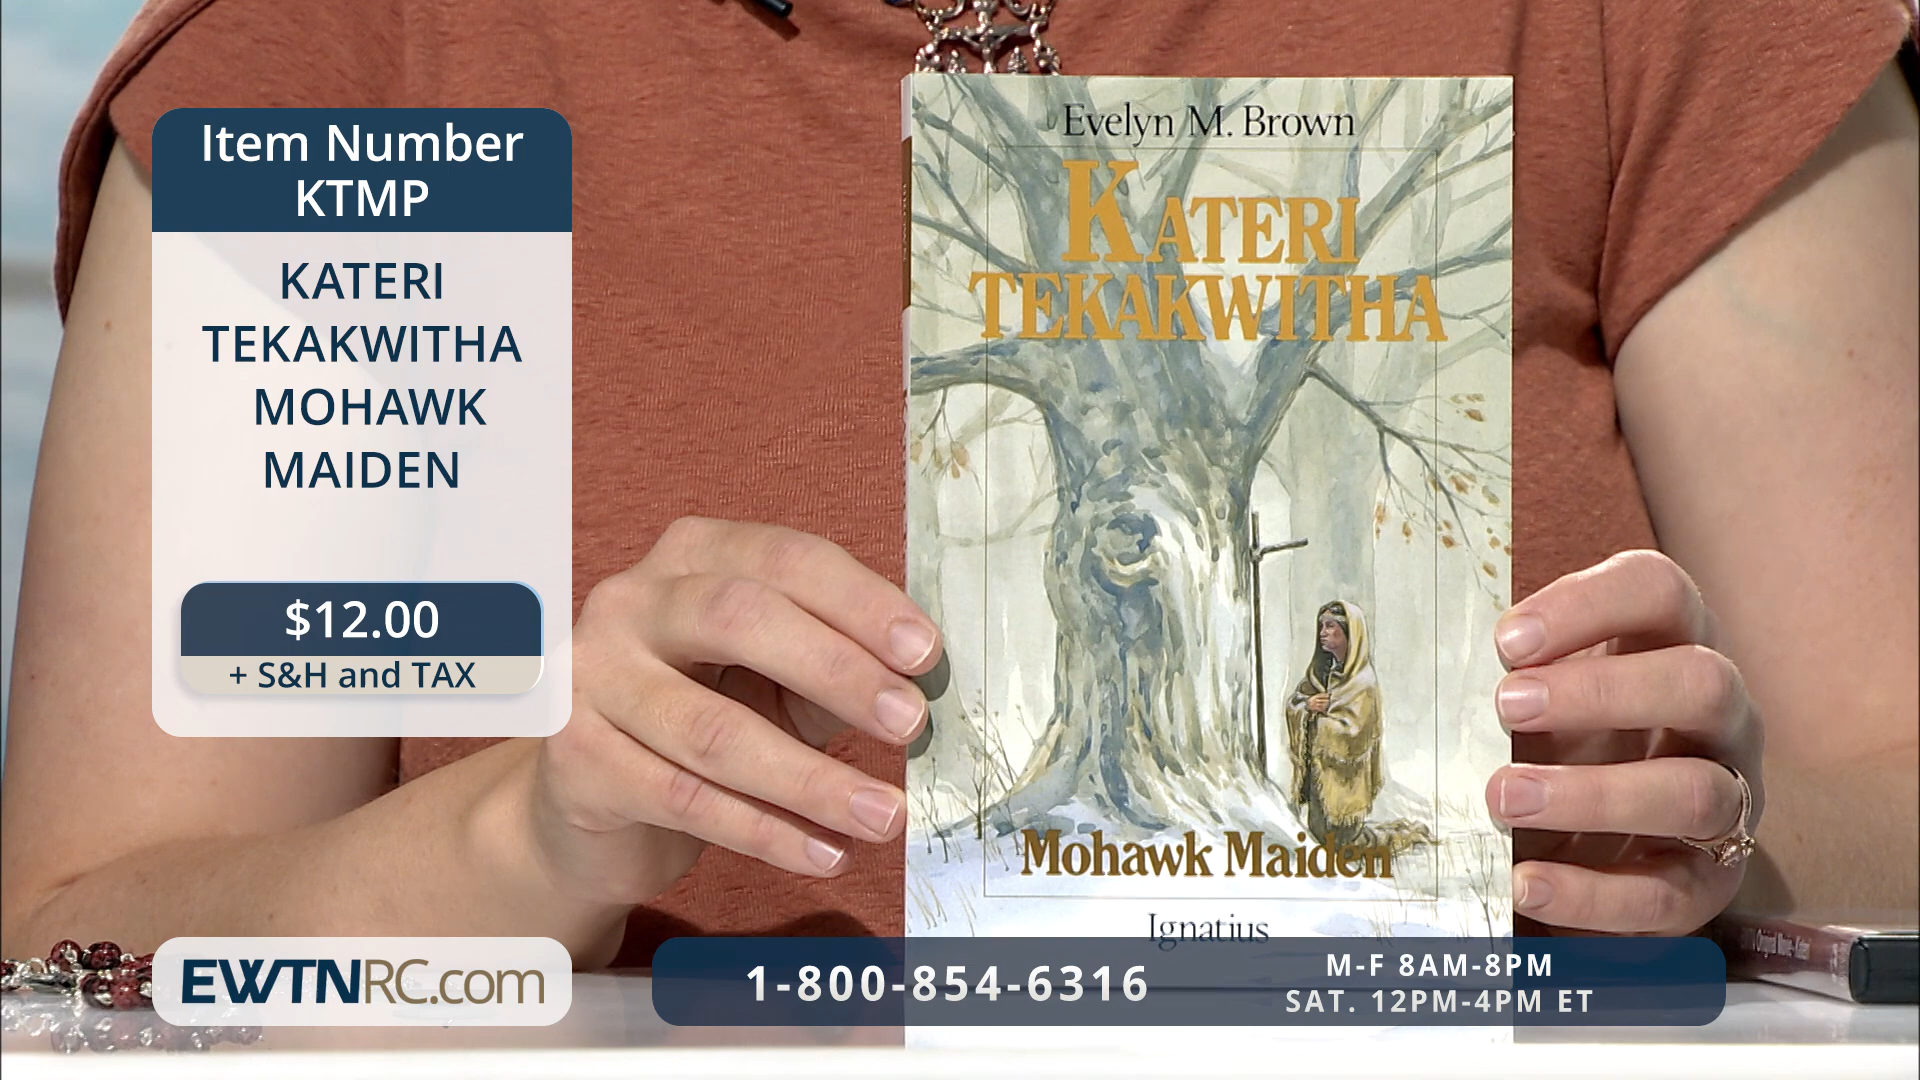 Item Number
KTMP
KATERI
TEKAKWITHA
MOHAWK
MAIDEN
$12.00
+ S&H and TAX
Evelyn M. Brown
KATERI
TEKAKWITHA
Mohawk Maiden
Ignatius
EWTNRC.com
1-800-854-6316
M-F 8AM-8PM
SAT. 12PM-4PM ET